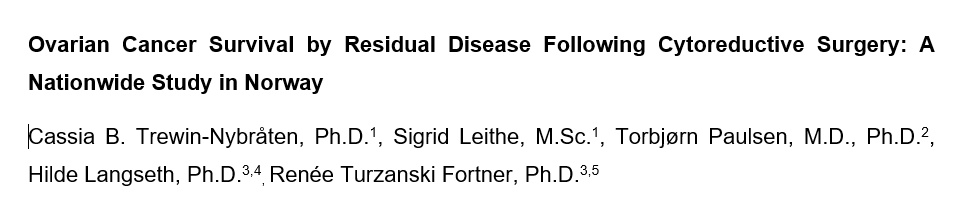 Ovarian Cancer Survival by Residual Disease Following Cytoreductive Surgery: A
Nationwide Study in Norway
Cassia B. Trewin-Nybråten, Ph.D.¹, Sigrid Leithe, M.Sc.¹, Torbjørn Paulsen, M.D., Ph.D.²,
Hilde Langseth, Ph.D.³,⁴, Renée Turzanski Fortner, Ph.D.³,⁵